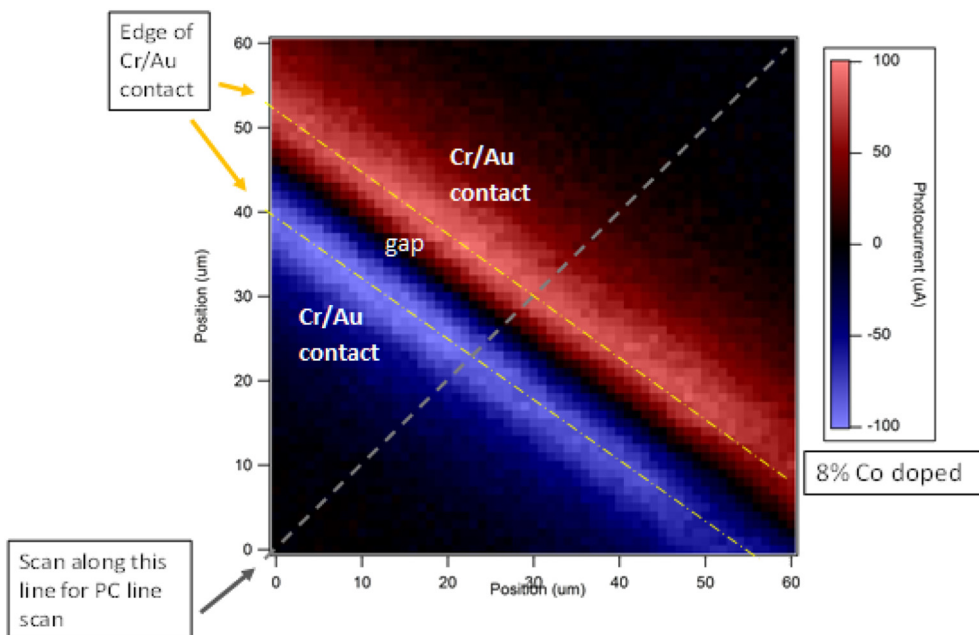 Edge of
Cr/Au
contact
60
50
40
30
20
10
0
Position (um)
Cr/Au
contact
gap
Cr/Au
contact
0
10
20
30
40
50
60
Position (um)
100
50
0
-50
-100
Photocurrent (uA)
8% Co doped
Scan along this
line for PC line
scan